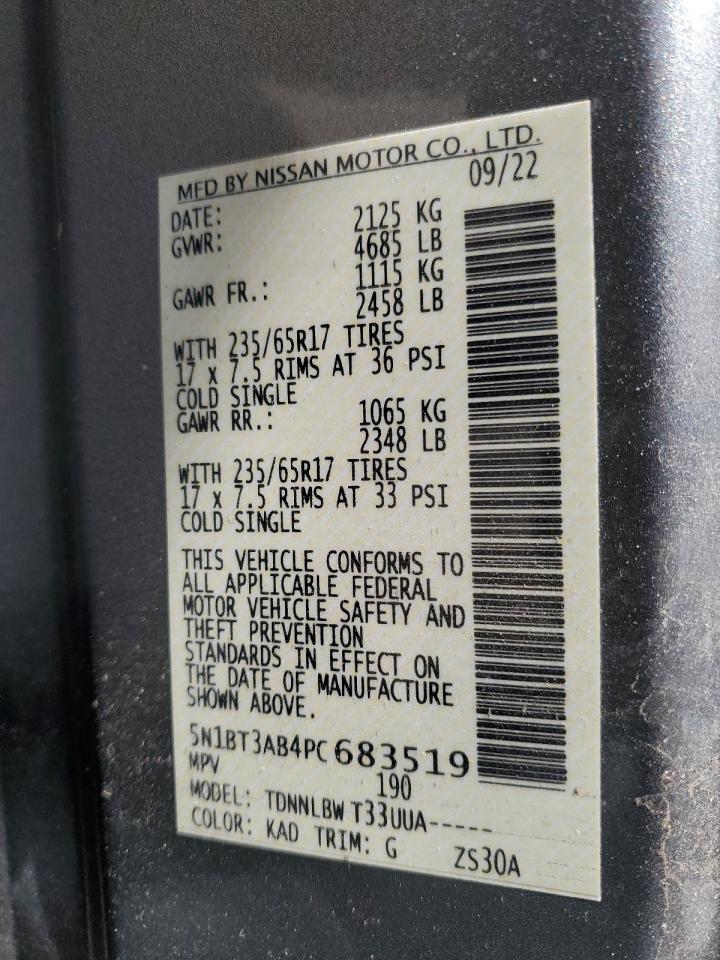 MFD BY NISSAN MOTOR CO., LTD.
DATE: 09/22
GVWR: 2125 KG
4685 LB
GAWR FR.: 1115 KG
2458 LB
WITH 235/65R17 TIRES
17 x 7.5 RIMS AT 36 PSI
COLD SINGLE
GAWR RR.: 1065 KG
2348 LB
WITH 235/65R17 TIRES
17 x 7.5 RIMS AT 33 PSI
COLD SINGLE
THIS VEHICLE CONFORMS TO
ALL APPLICABLE FEDERAL
MOTOR VEHICLE SAFETY AND
THEFT PREVENTION
STANDARDS IN EFFECT ON
THE DATE OF MANUFACTURE
SHOWN ABOVE.
5N1BT3AB4PC683519
MPV 190
MODEL: TDNNLBW T33UUA-----
COLOR: KAD TRIM: G ZS30A